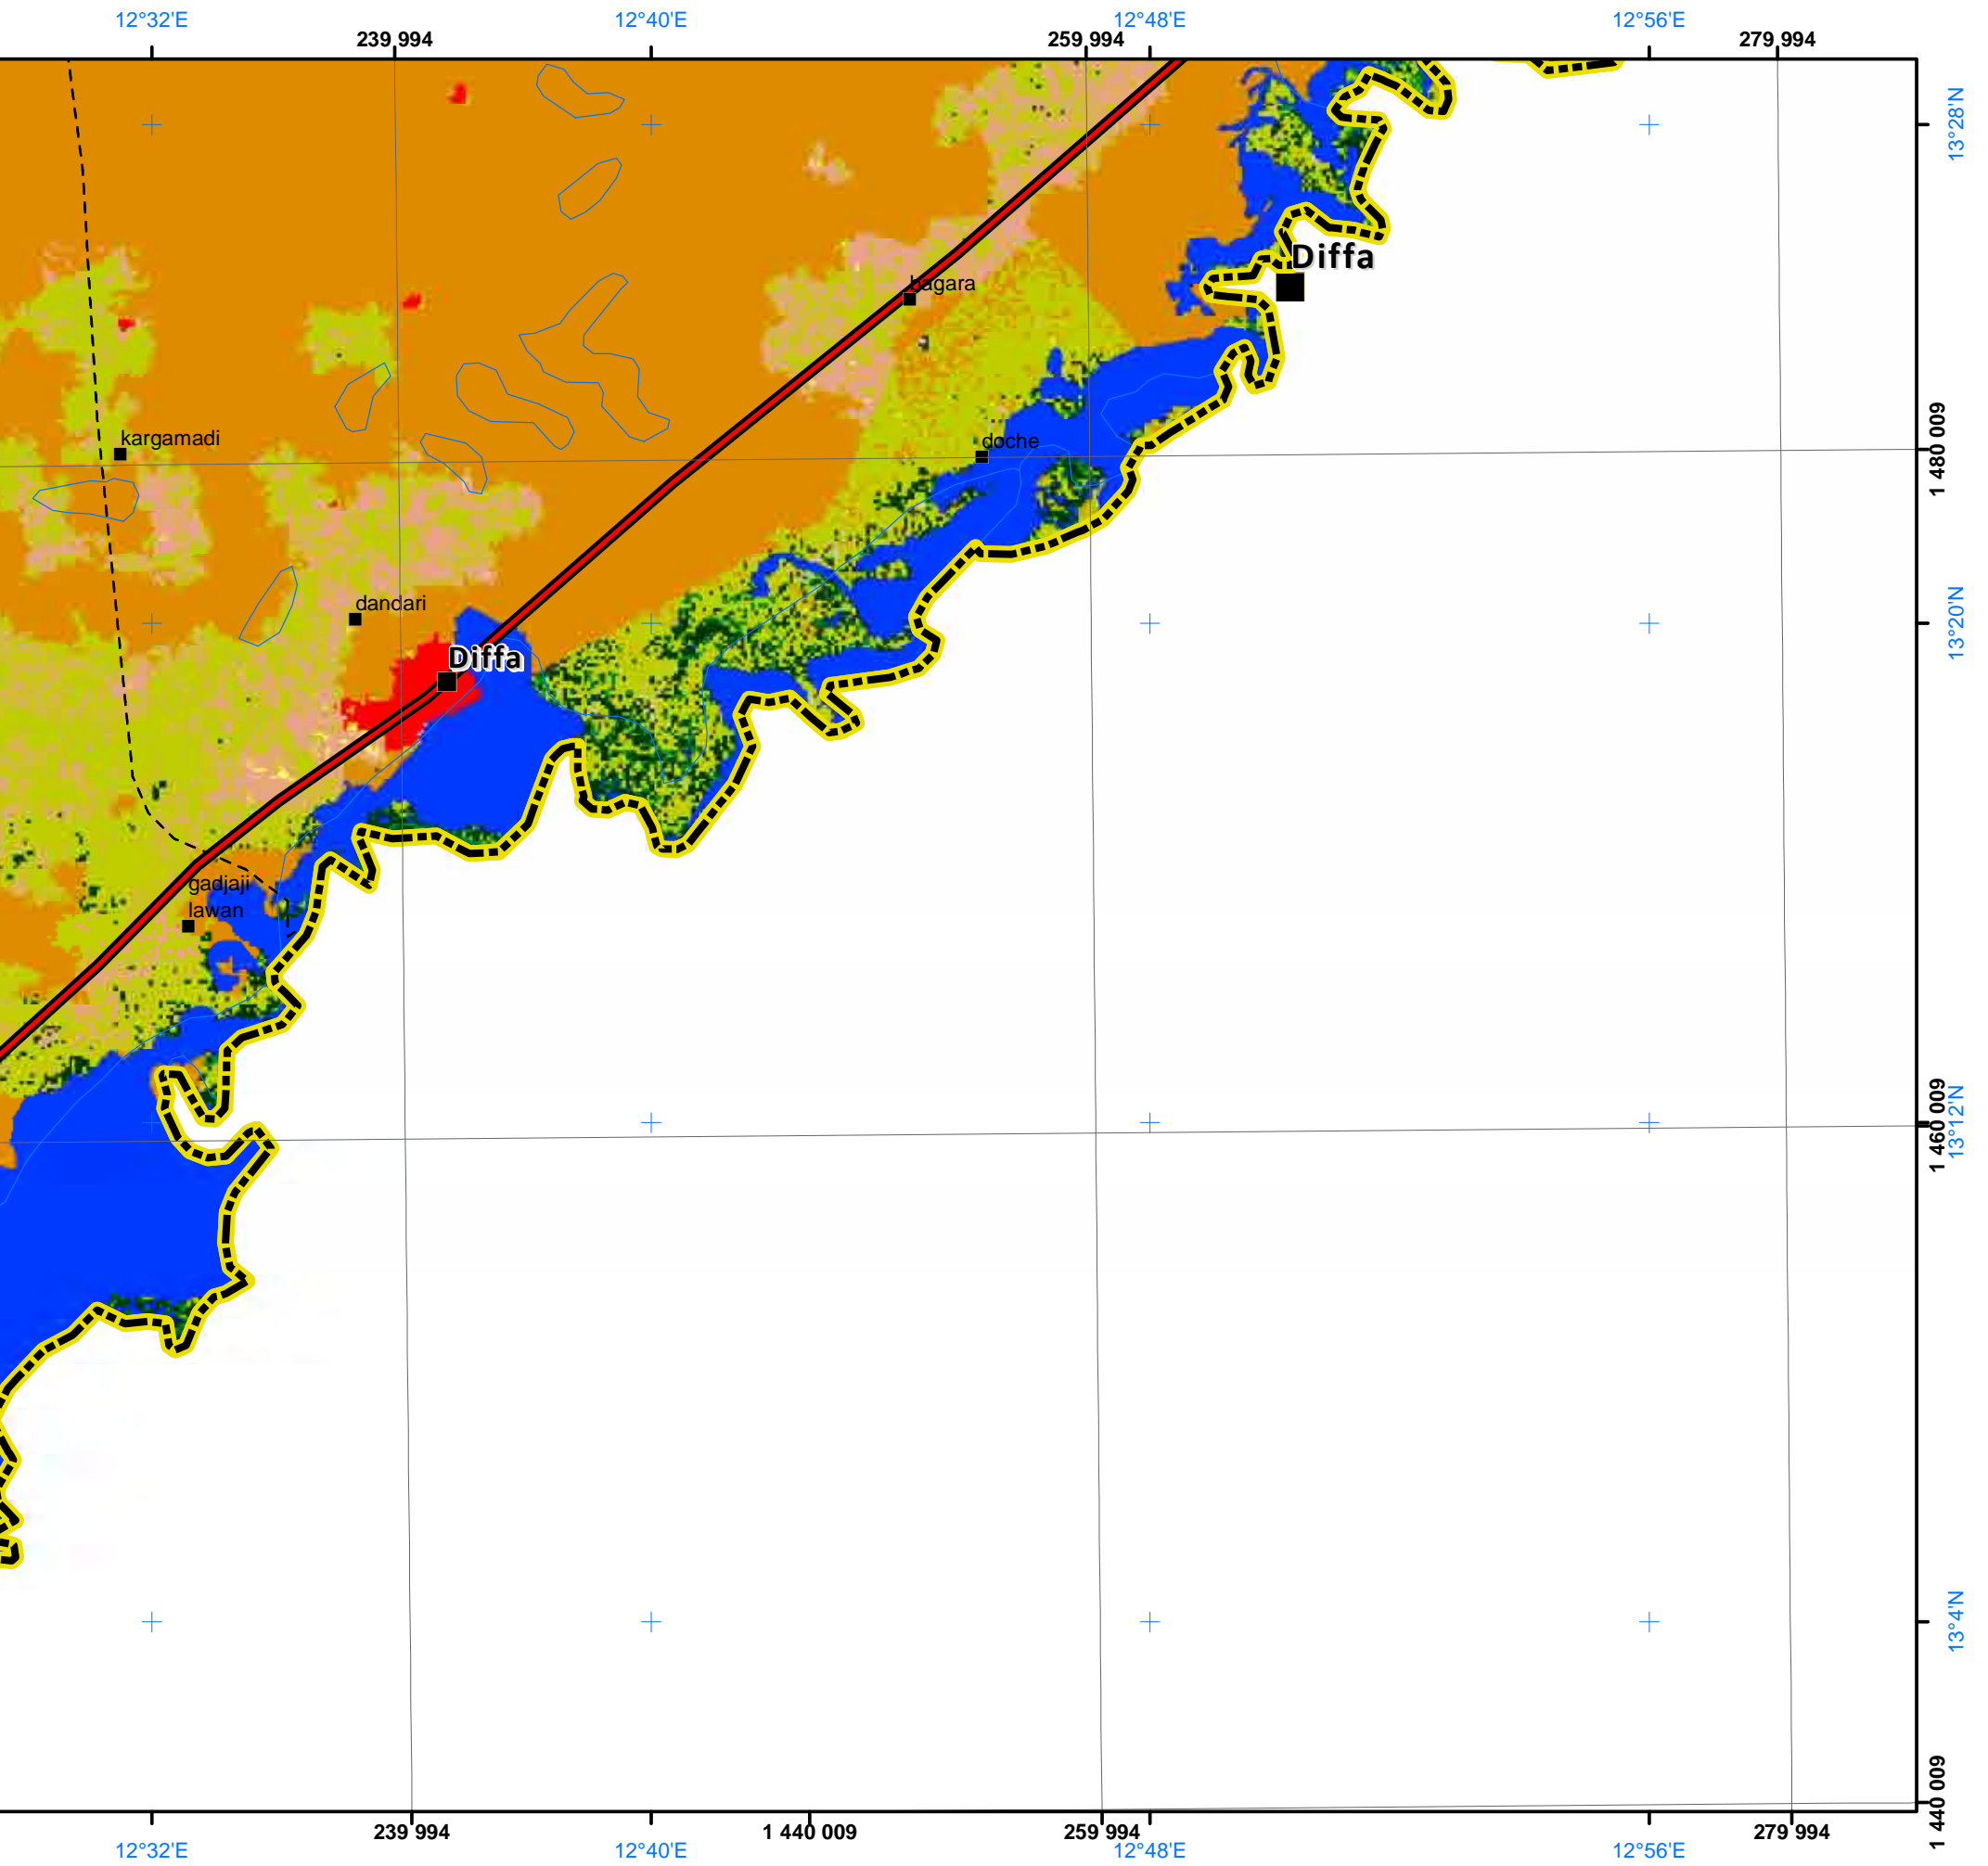 12°32'E 12°40'E 12°48'E 12°56'E
239 994 259 994 279 994
13°28'N
Diffa
bagara
kargamadi
doche
1 480 009
dandari
13°20'N
Diffa
gadjaji
lawan
1 460 009
13°12'N
13°4'N
1 440 009
239 994 1 440 009 259 994 279 994
12°32'E 12°40'E 12°48'E 12°56'E